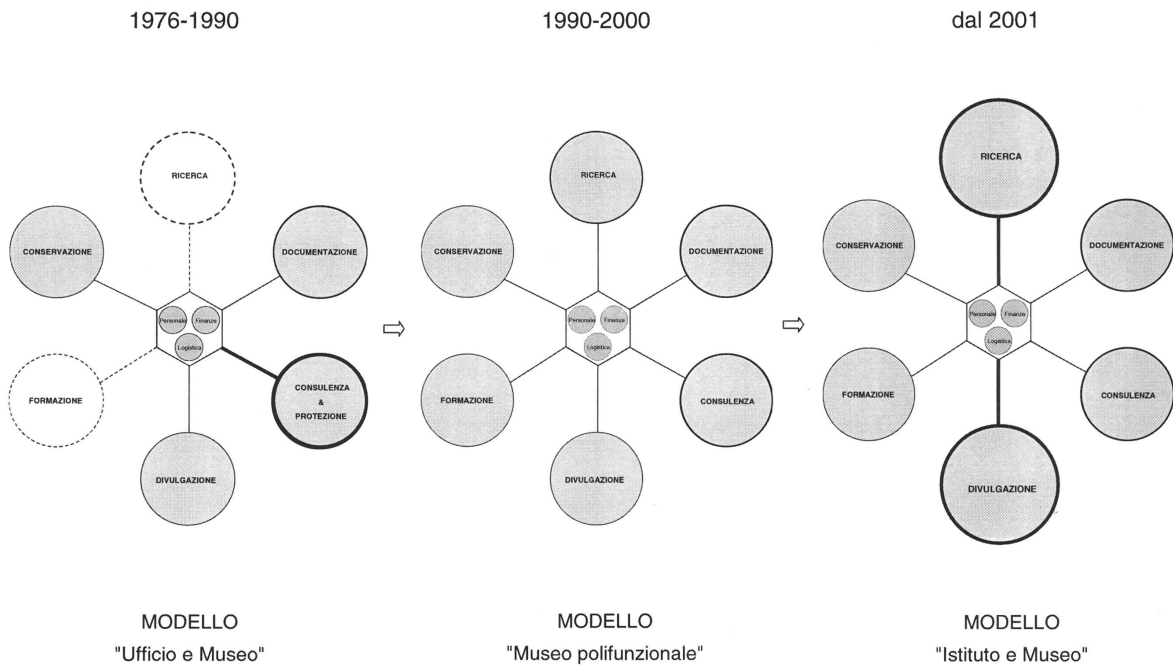 1976-1990
RICERCA
CONSERVAZIONE
DOCUMENTAZIONE
Personale
Finanze
Logistica
FORMAZIONE
CONSULENZA
&
PROTEZIONE
DIVULGAZIONE
MODELLO
"Ufficio e Museo"
1990-2000
RICERCA
CONSERVAZIONE
DOCUMENTAZIONE
Personale
Finanze
Logistica
FORMAZIONE
CONSULENZA
DIVULGAZIONE
MODELLO
"Museo polifunzionale"
dal 2001
RICERCA
CONSERVAZIONE
DOCUMENTAZIONE
Personale
Finanze
Logistica
FORMAZIONE
CONSULENZA
DIVULGAZIONE
MODELLO
"Istituto e Museo"